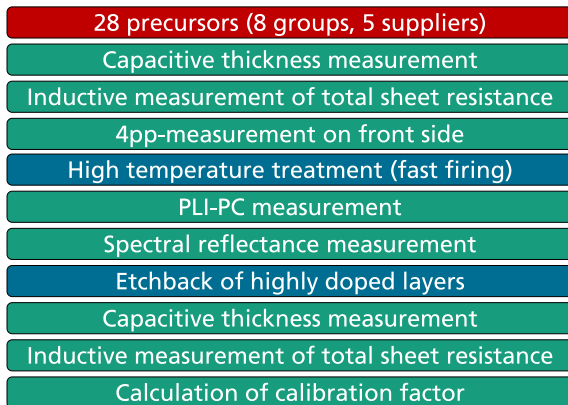 28 precursors (8 groups, 5 suppliers)
Capacitive thickness measurement
Inductive measurement of total sheet resistance
4pp-measurement on front side
High temperature treatment (fast firing)
PLI-PC measurement
Spectral reflectance measurement
Etchback of highly doped layers
Capacitive thickness measurement
Inductive measurement of total sheet resistance
Calculation of calibration factor